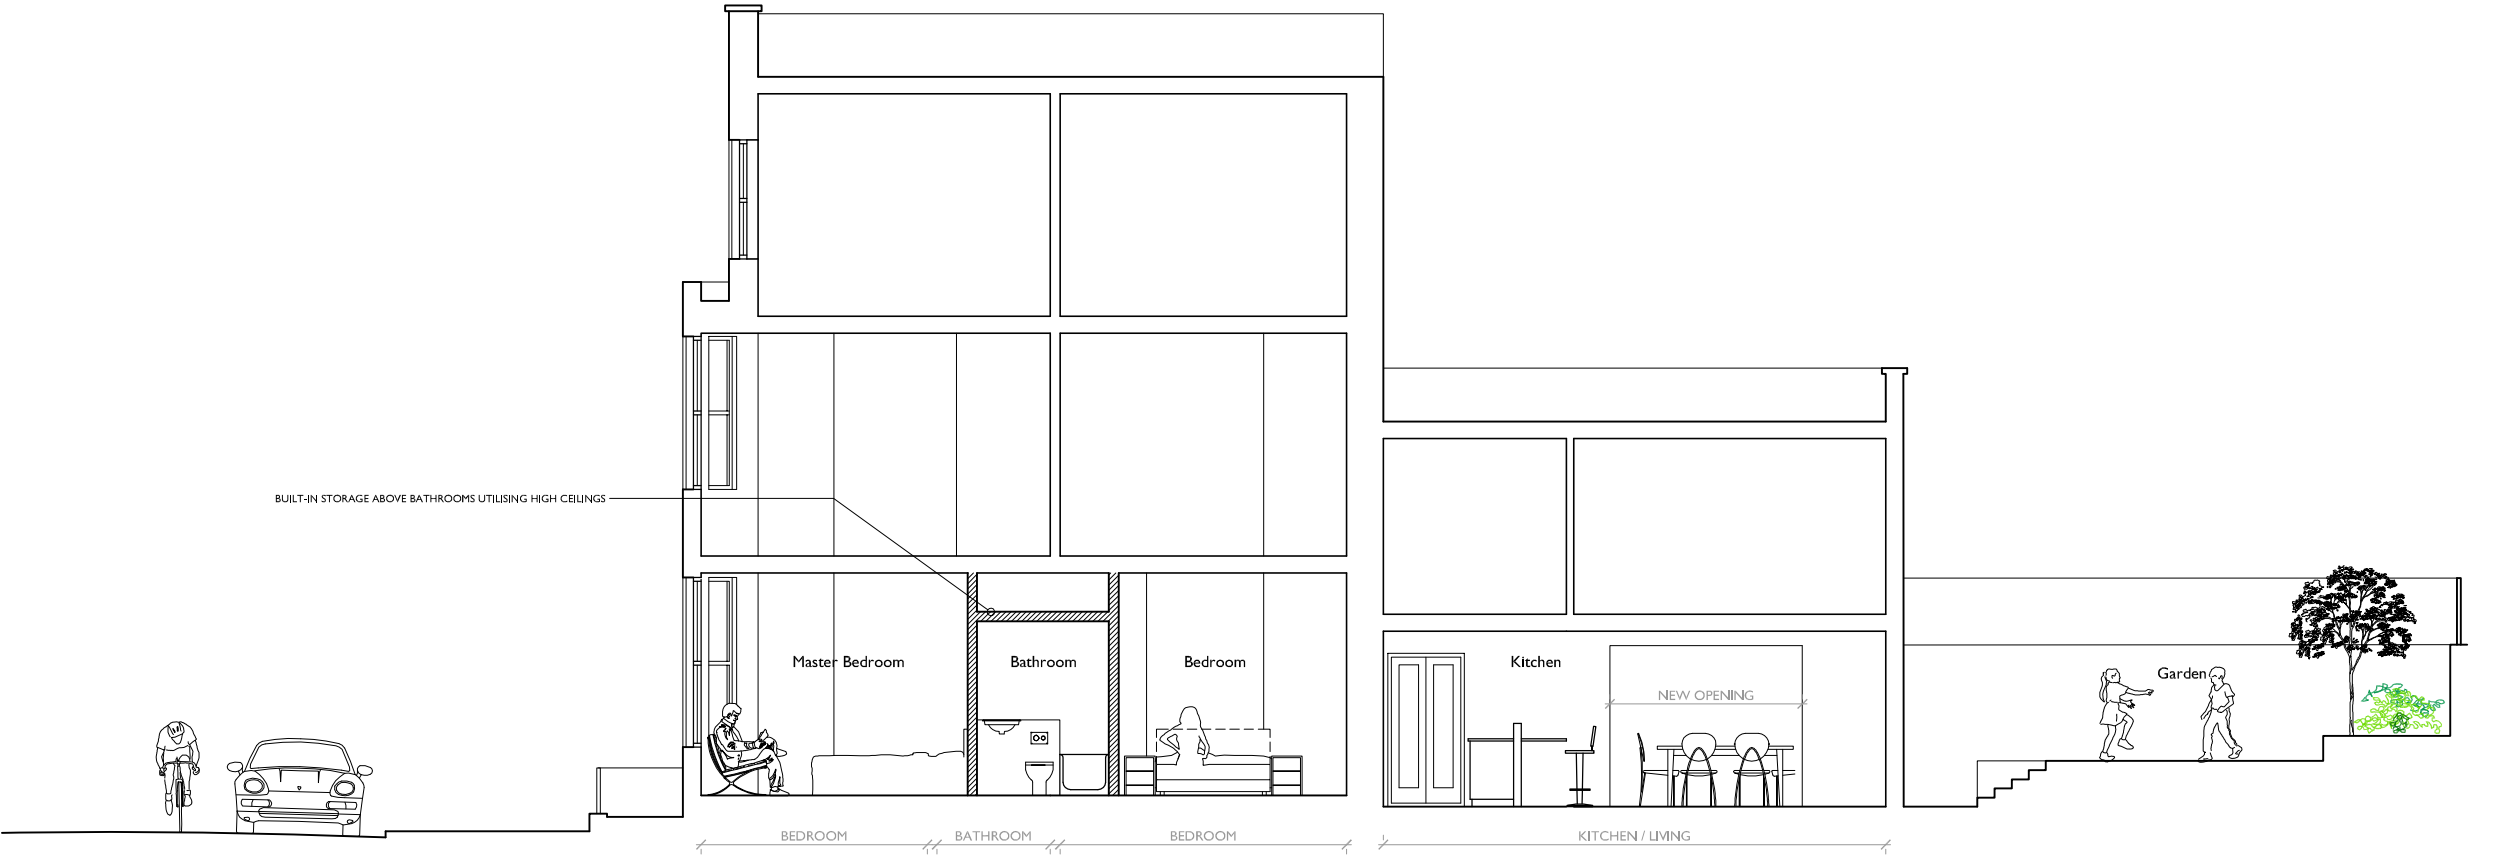 BUILT-IN STORAGE ABOVE BATHROOMS UTILISING HIGH CEILINGS
Master Bedroom
Bathroom
Bedroom
Kitchen
Garden
NEW OPENING
BEDROOM
BATHROOM
BEDROOM
KITCHEN / LIVING